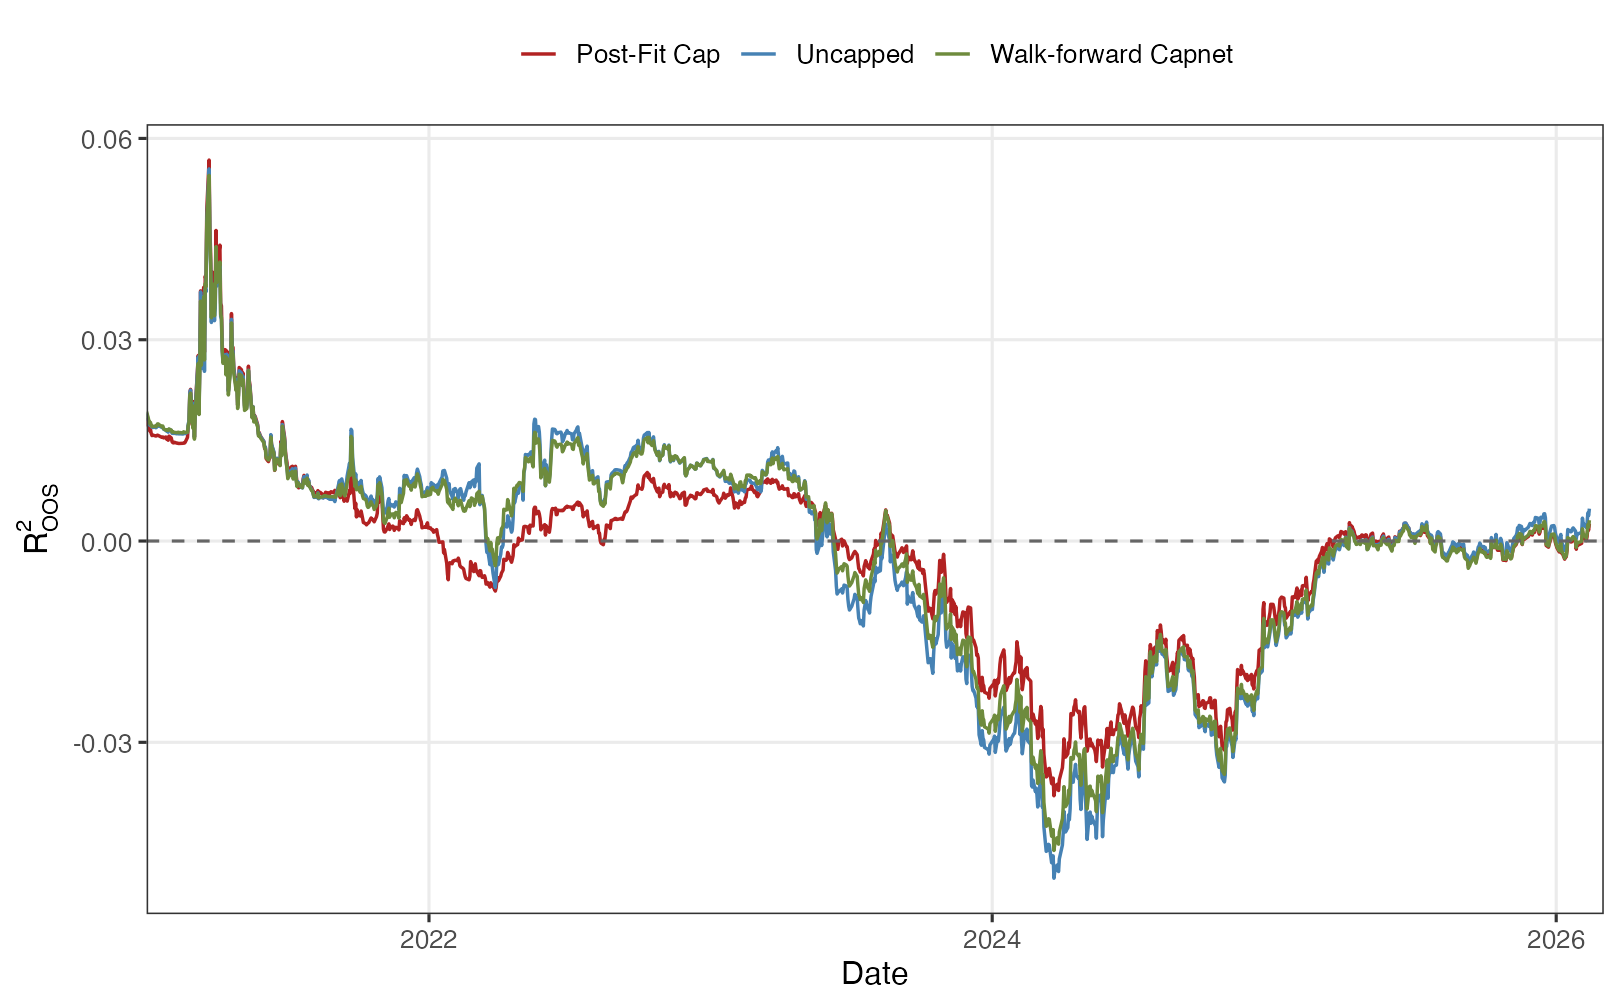 Post-Fit Cap Uncapped Walk-forward Capnet
0.06
0.03
0.00
-0.03
R²OOS
2022 2024 2026
Date